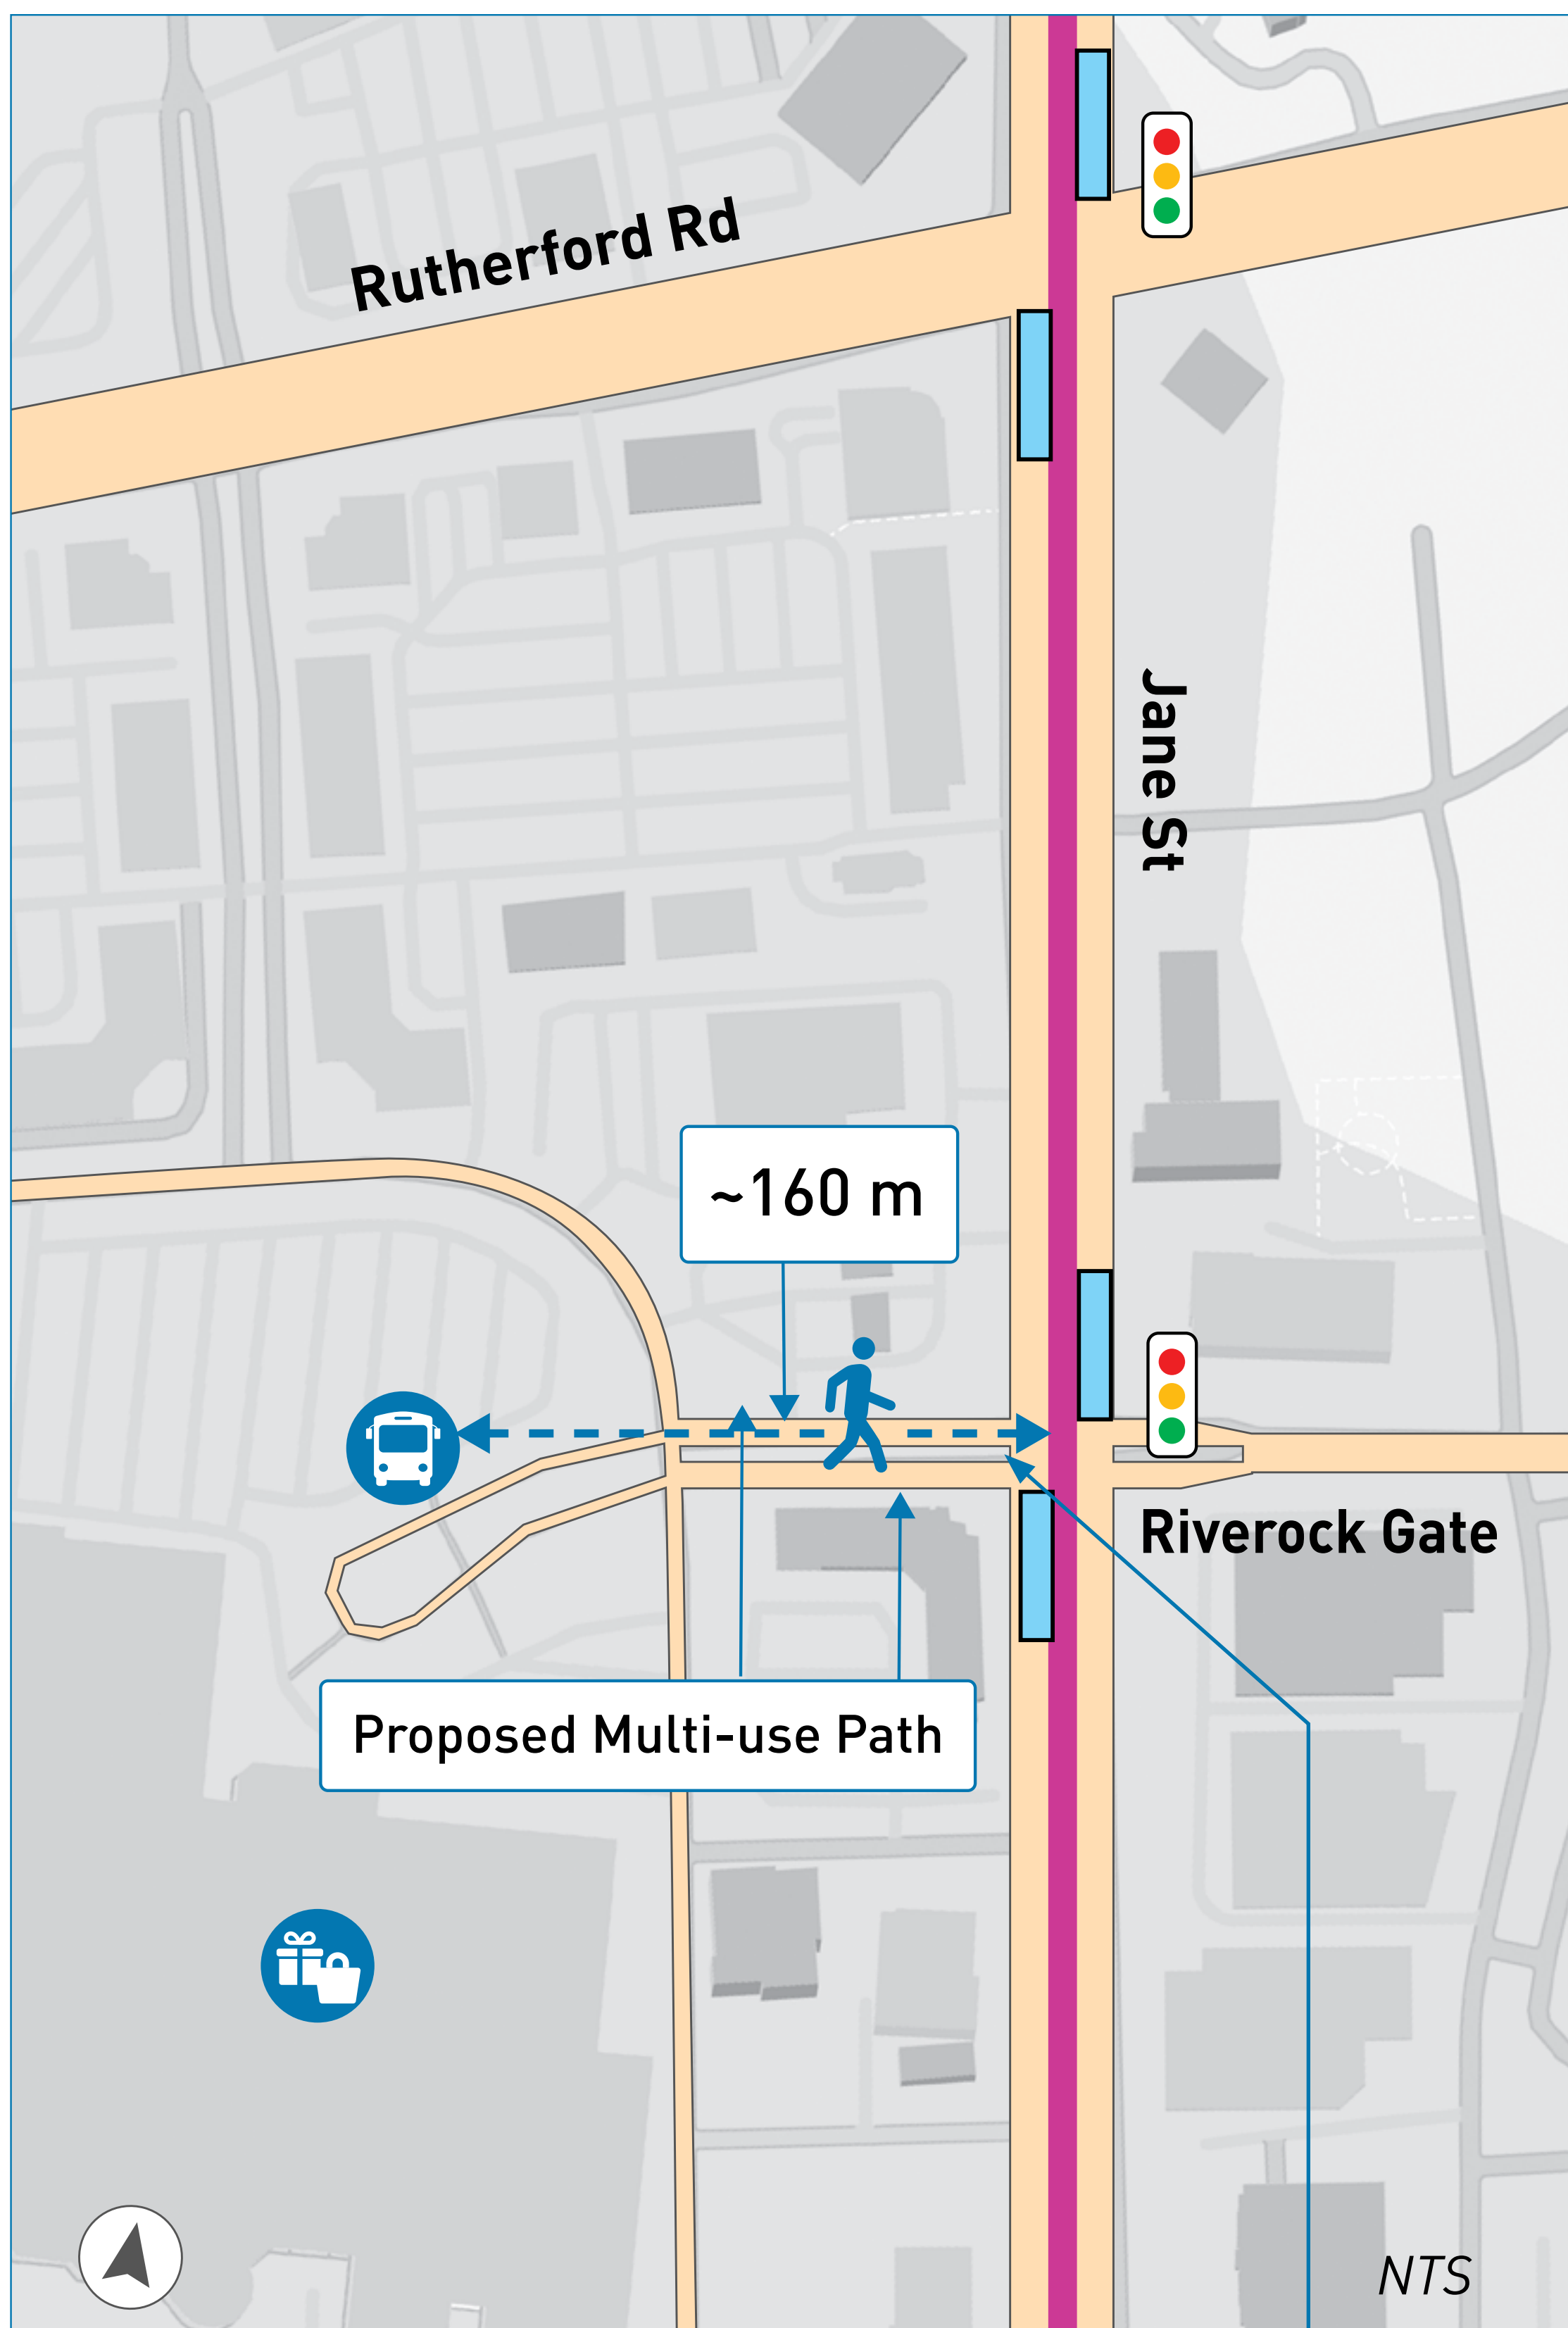 Rutherford Rd
Jane St
~160 m
Riverock Gate
Proposed Multi-use Path
NTS